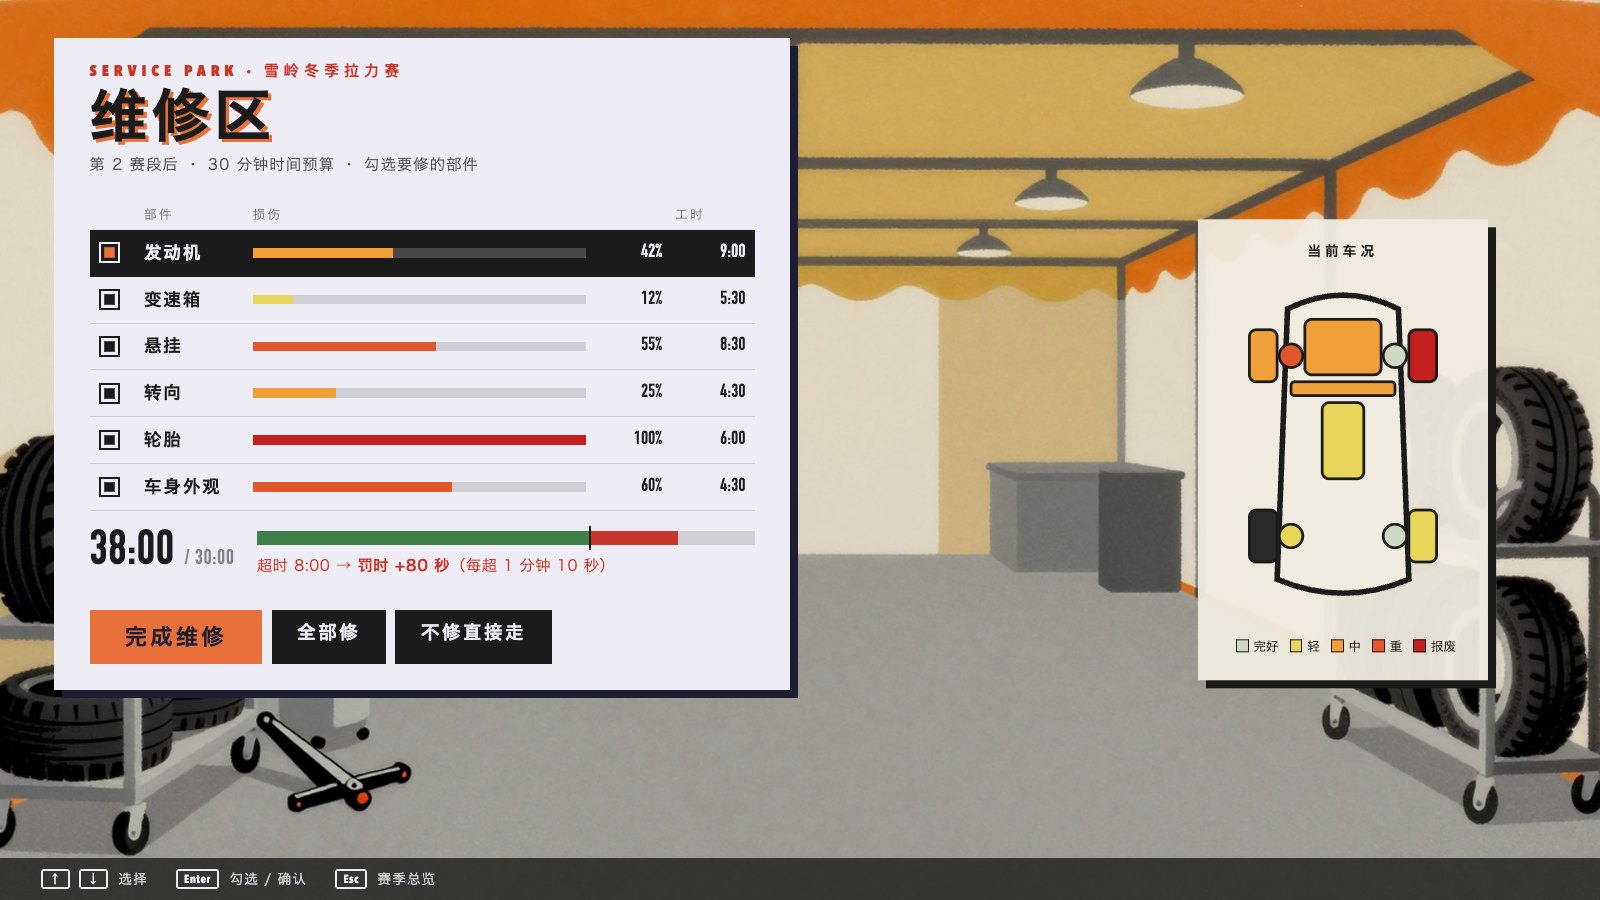 SERVICE PARK · 雪岭冬季拉力赛
维修区
第 2 赛段后 · 30 分钟时间预算 · 勾选要修的部件
部件 损伤 工时
发动机 42% 9:00
变速箱 12% 5:30
悬挂 55% 8:30
转向 25% 4:30
轮胎 100% 6:00
车身外观 60% 4:30
38:00 / 30:00
超时 8:00 → 罚时 +80 秒（每超 1 分钟 10 秒）
完成维修 全部修 不修直接走
当前车况
完好 轻 中 重 报废
↑ ↓ 选择 Enter 勾选 / 确认 Esc 赛季总览